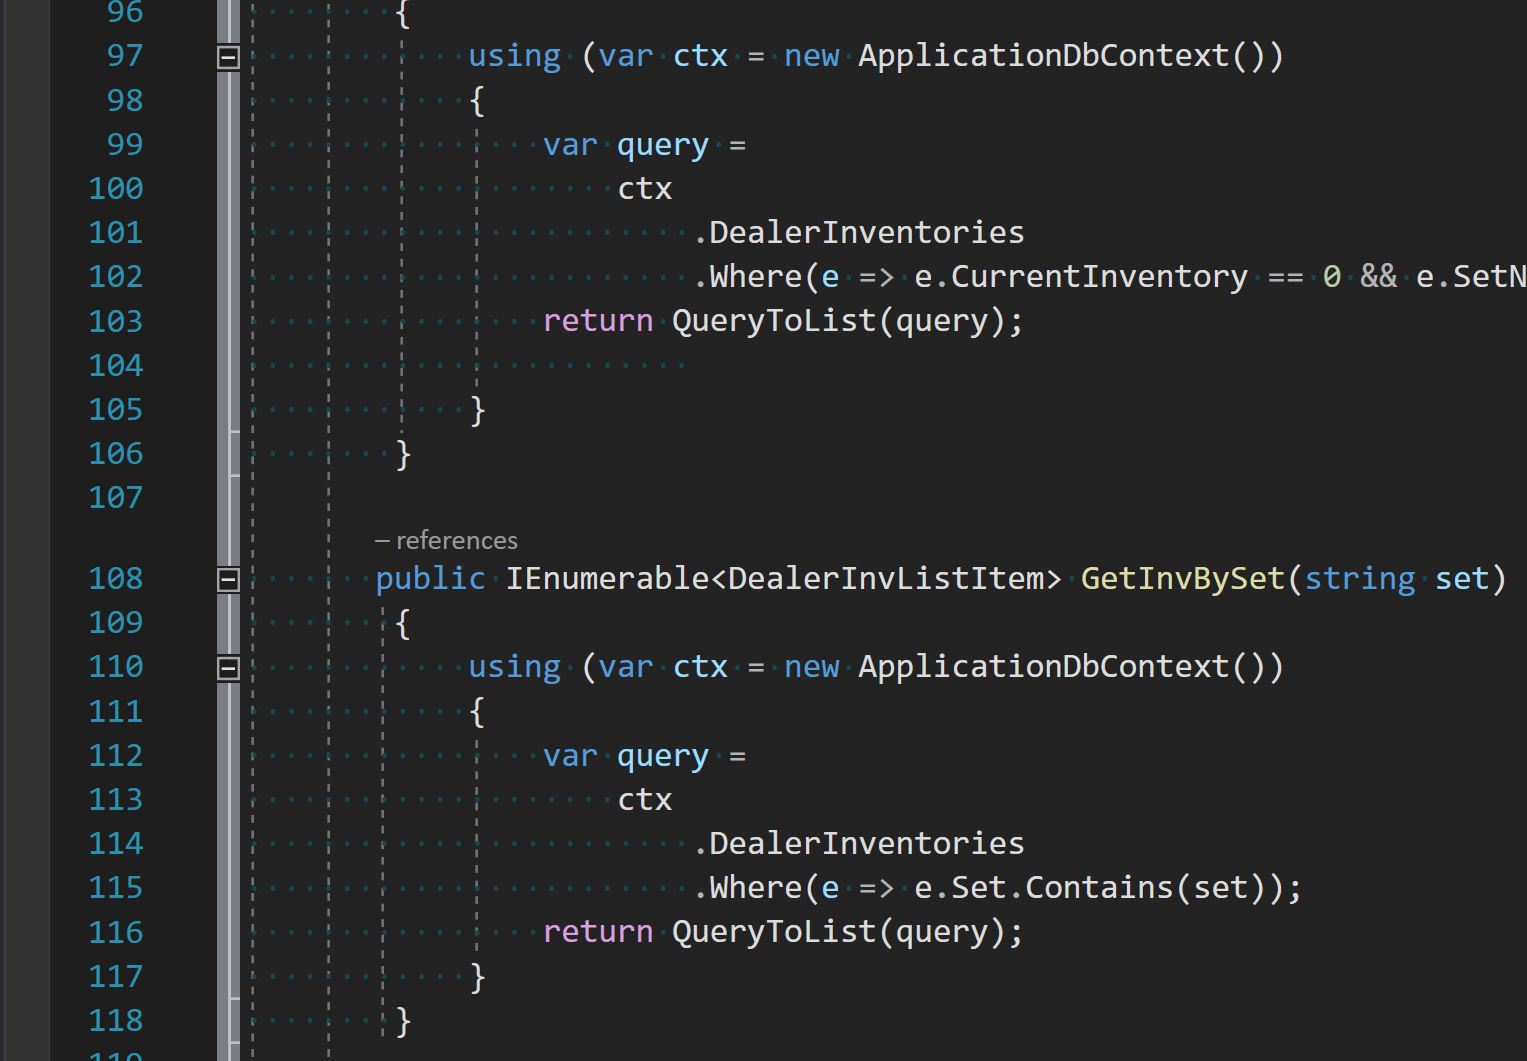 96 {
97 using (var ctx = new ApplicationDbContext())
98 {
99 var query =
100 ctx
101 .DealerInventories
102 .Where(e => e.CurrentInventory == 0 && e.SetN
103 return QueryToList(query);
104
105 }
106 }
107
— references
108 public IEnumerable<DealerInvListItem> GetInvBySet(string set)
109 {
110 using (var ctx = new ApplicationDbContext())
111 {
112 var query =
113 ctx
114 .DealerInventories
115 .Where(e => e.Set.Contains(set));
116 return QueryToList(query);
117 }
118 }
119